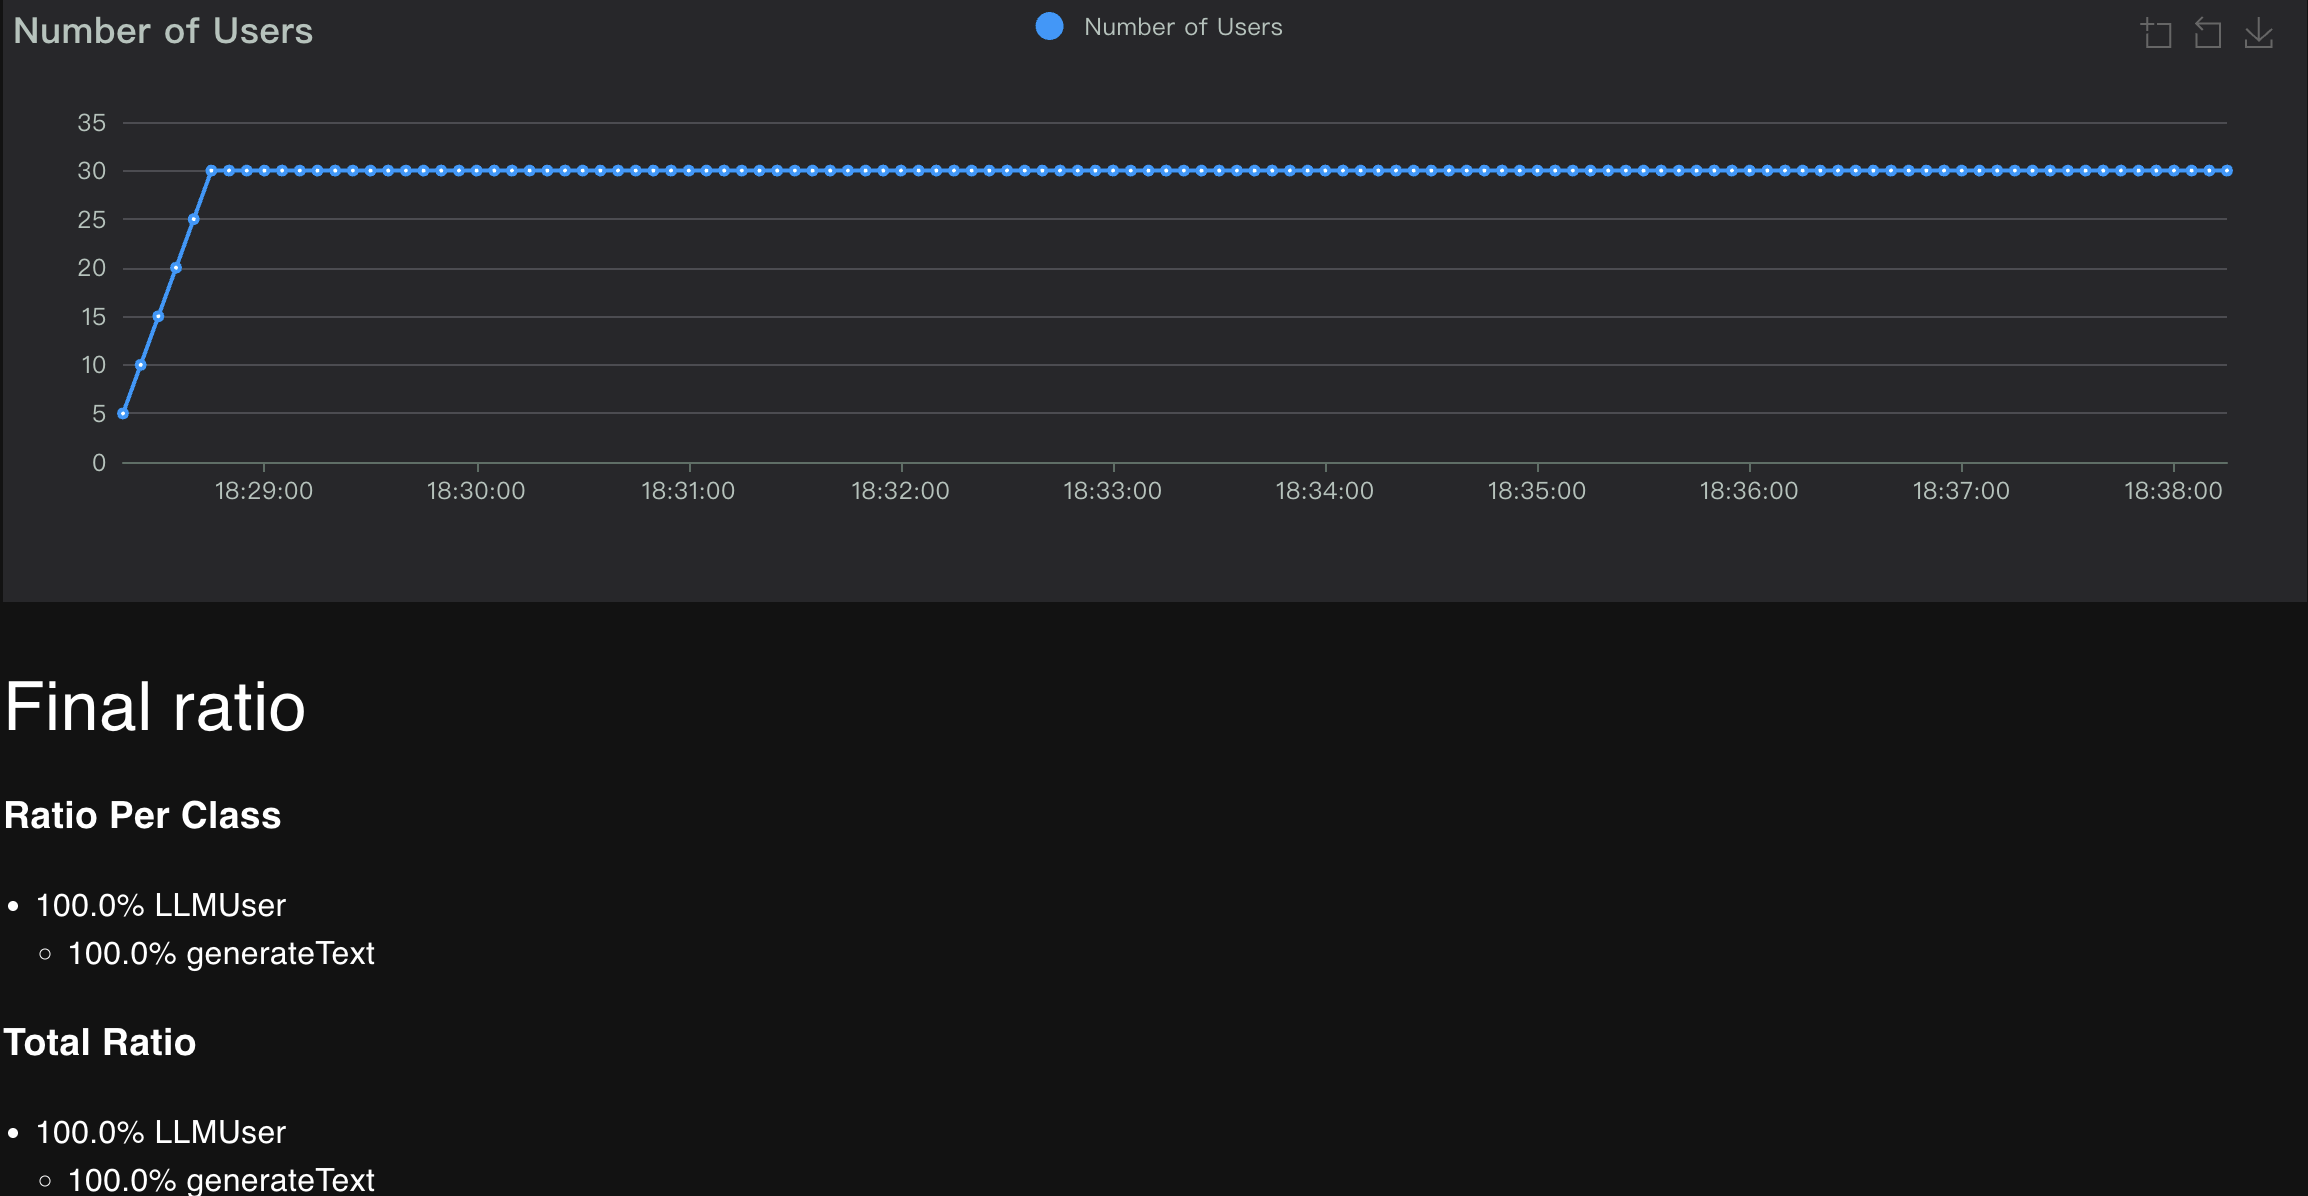 Number of Users
Number of Users
35
30
25
20
15
10
5
0
18:29:00 18:30:00 18:31:00 18:32:00 18:33:00 18:34:00 18:35:00 18:36:00 18:37:00 18:38:00
Final ratio
Ratio Per Class
100.0% LLMUser
100.0% generateText
Total Ratio
100.0% LLMUser
100.0% generateText